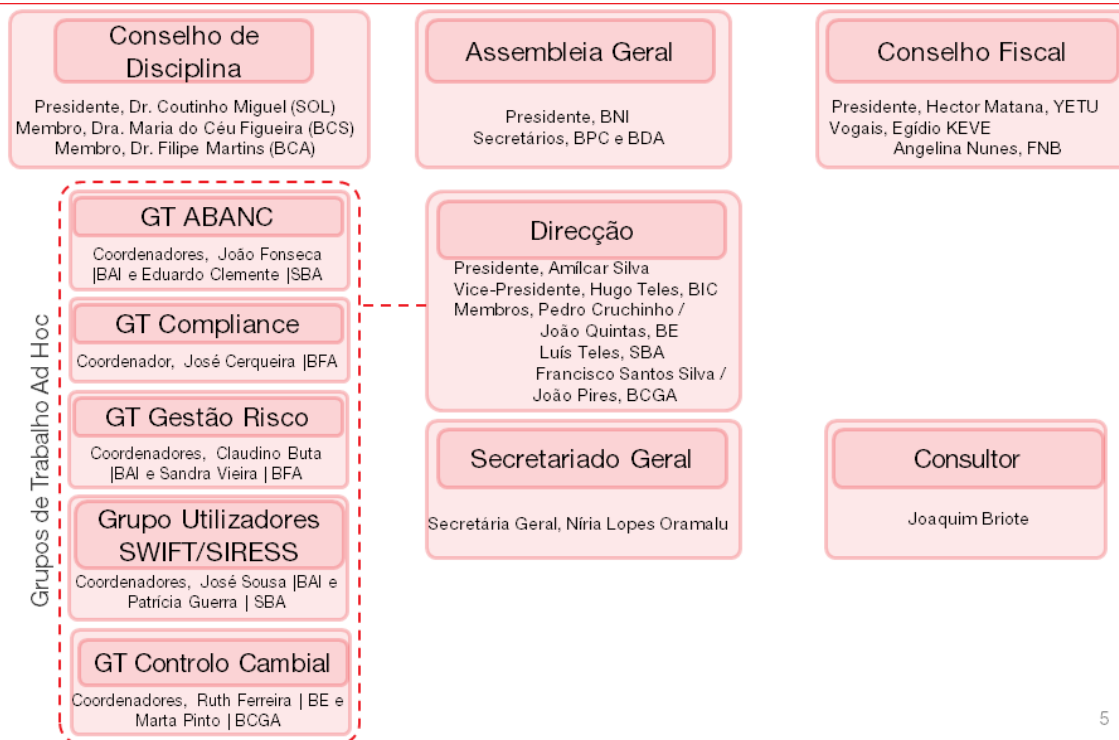 Conselho de
Disciplina
Presidente, Dr. Coutinho Miguel (SOL)
Membro, Dra. Maria do Céu Figueira (BCS)
Membro, Dr. Filipe Martins (BCA)
Assembleia Geral
Presidente, BNI
Secretários, BPC e BDA
Conselho Fiscal
Presidente, Hector Matana, YETU
Vogais, Egídio KEVE
Angelina Nunes, FNB
Grupos de Trabalho Ad Hoc
GT ABANC
Coordenadores, João Fonseca
|BAI e Eduardo Clemente |SBA
GT Compliance
Coordenador, José Cerqueira |BFA
GT Gestão Risco
Coordenadores, Claudino Buta
|BAI e Sandra Vieira | BFA
Grupo Utilizadores
SWIFT/SIRESS
Coordenadores, José Sousa |BAI e
Patrícia Guerra | SBA
GT Controlo Cambial
Coordenadores, Ruth Ferreira | BE e
Marta Pinto | BCGA
Direcção
Presidente, Amílcar Silva
Vice-Presidente, Hugo Teles, BIC
Membros, Pedro Cruchinho /
João Quintas, BE
Luís Teles, SBA
Francisco Santos Silva /
João Pires, BCGA
Secretariado Geral
Secretária Geral, Níria Lopes Oramalu
Consultor
Joaquim Briote
5